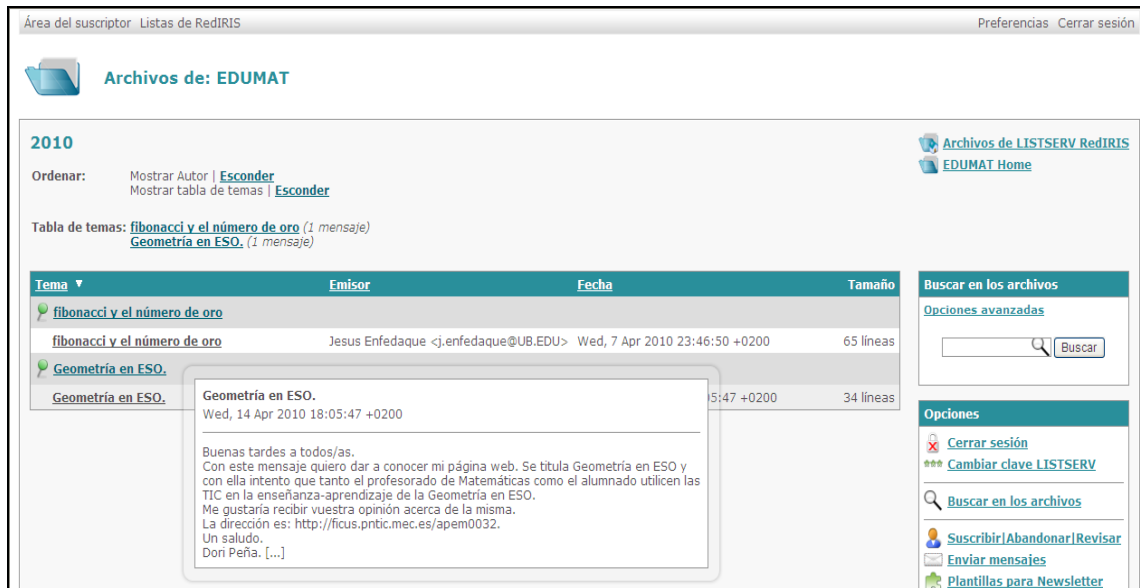 Área del suscriptor Listas de RedIRIS
Preferencias Cerrar sesión
Archivos de: EDUMAT
2010
Ordenar: Mostrar Autor | Esconder
Mostrar tabla de temas | Esconder
Tabla de temas: fibonacci y el número de oro (1 mensaje)
Geometría en ESO. (1 mensaje)
Tema Emisor Fecha Tamaño
fibonacci y el número de oro
fibonacci y el número de oro Jesus Enfedaque <j.enfedaque@UB.EDU> Wed, 7 Apr 2010 23:46:50 +0200 65 líneas
Geometría en ESO.
Geometría en ESO. 5:47 +0200 34 líneas
Geometría en ESO.
Wed, 14 Apr 2010 18:05:47 +0200
Buenas tardes a todos/as.
Con este mensaje quiero dar a conocer mi página web. Se titula Geometría en ESO y
con ella intento que tanto el profesorado de Matemáticas como el alumnado utilicen las
TIC en la enseñanza-aprendizaje de la Geometría en ESO.
Me gustaría recibir vuestra opinión acerca de la misma.
La dirección es: http://ficus.pntic.mec.es/apem0032.
Un saludo.
Dori Peña. [...]
Archivos de LISTSERV RedIRIS
EDUMAT Home
Buscar en los archivos
Opciones avanzadas
Buscar
Opciones
Cerrar sesión
Cambiar clave LISTSERV
Buscar en los archivos
Suscribir|Abandonar|Revisar
Enviar mensajes
Plantillas para Newsletter